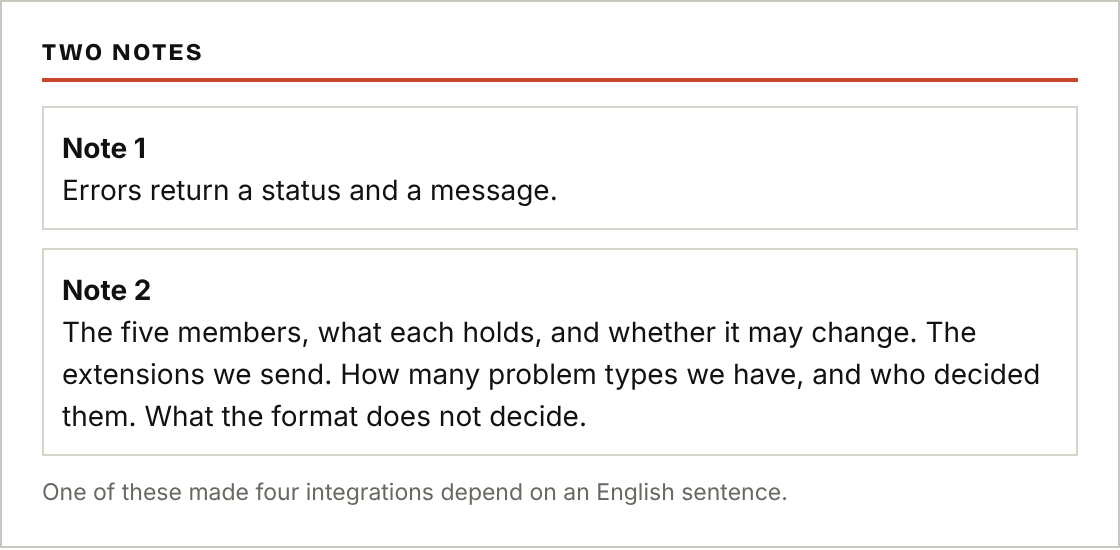 TWO NOTES
Note 1
Errors return a status and a message.
Note 2
The five members, what each holds, and whether it may change. The
extensions we send. How many problem types we have, and who decided
them. What the format does not decide.
One of these made four integrations depend on an English sentence.